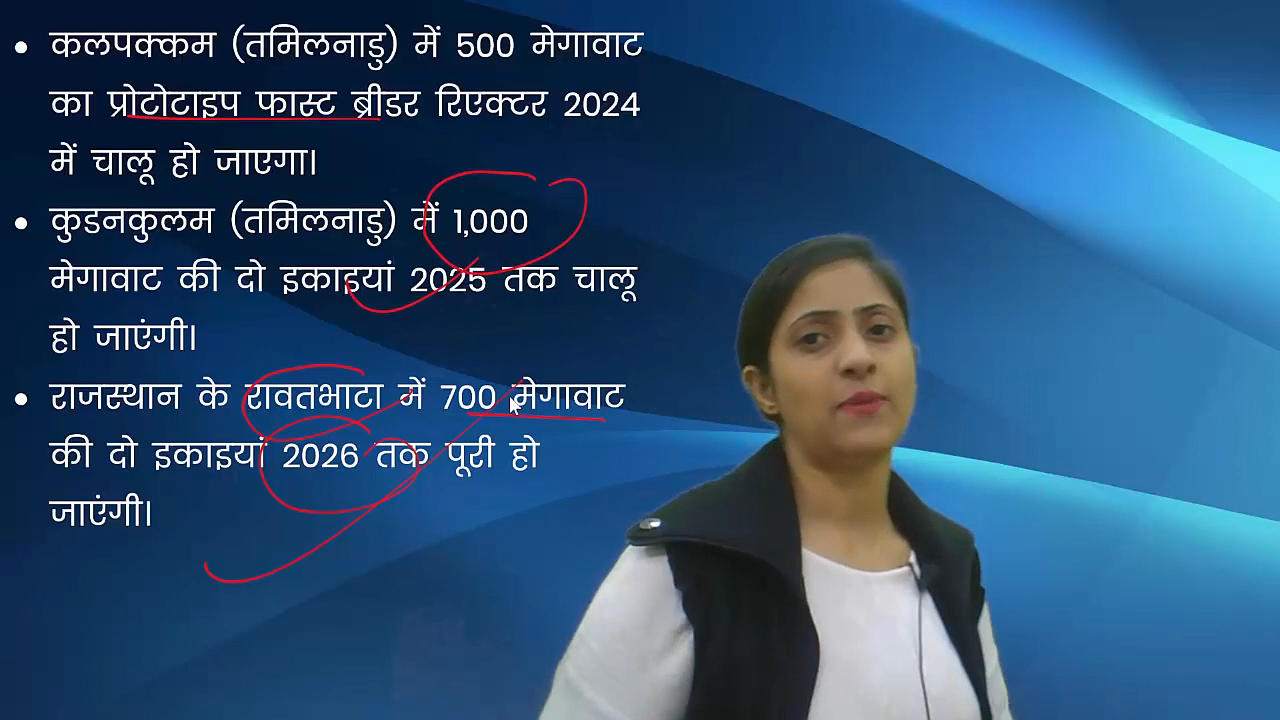 • कलपक्कम (तमिलनाडु) में 500 मेगावाट
का प्रोटोटाइप फास्ट ब्रीडर रिएक्टर 2024
में चालू हो जाएगा।
• कुडनकुलम (तमिलनाडु) में 1,000
मेगावाट की दो इकाइयां 2025 तक चालू
हो जाएंगी।
• राजस्थान के रावतभाटा में 700 मेगावाट
की दो इकाइयां 2026 तक पूरी हो
जाएंगी।